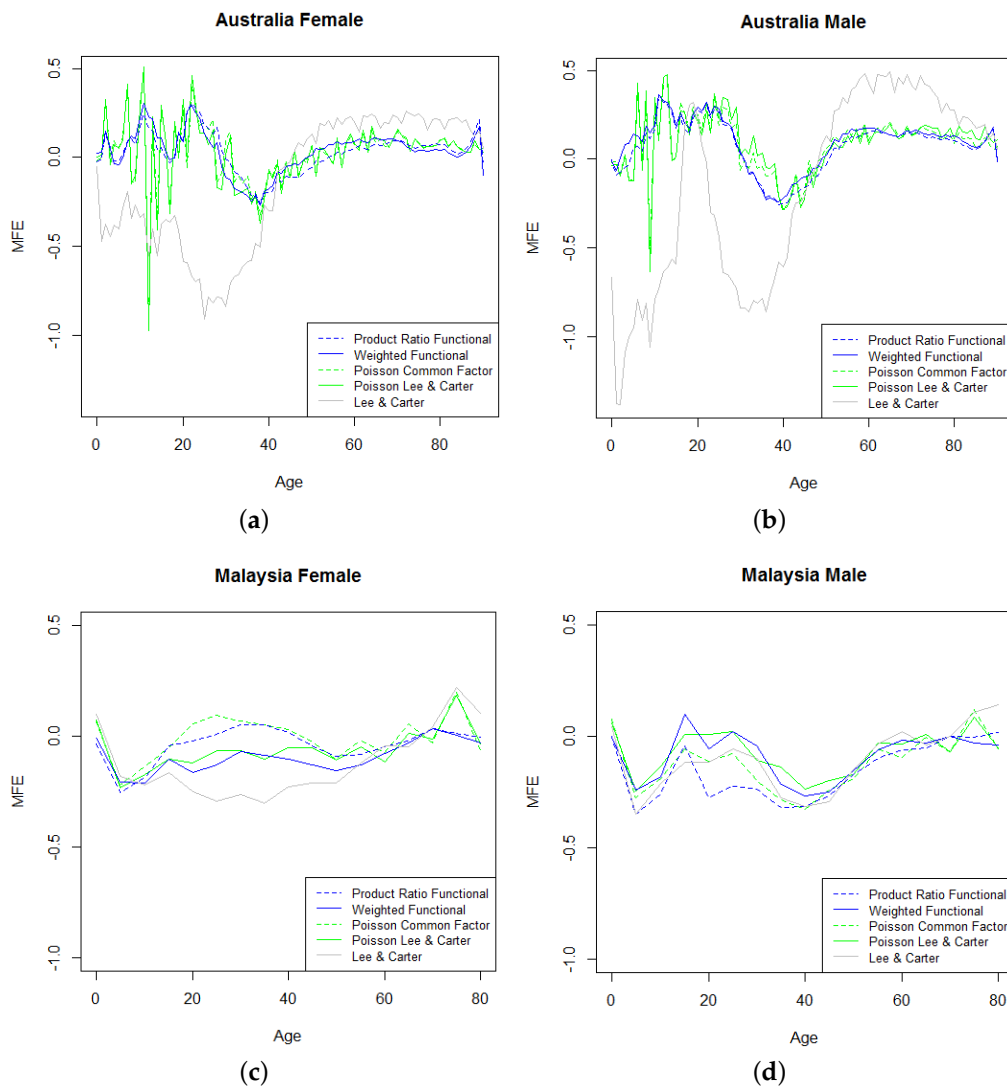 Australia Female
MFE
0.5
0.0
-0.5
-1.0
0 20 40 60 80
Age
Product Ratio Functional
Weighted Functional
Poisson Common Factor
Poisson Lee & Carter
Lee & Carter
(a)
Australia Male
MFE
0.5
0.0
-0.5
-1.0
0 20 40 60 80
Age
Product Ratio Functional
Weighted Functional
Poisson Common Factor
Poisson Lee & Carter
Lee & Carter
(b)
Malaysia Female
MFE
0.5
0.0
-0.5
-1.0
0 20 40 60 80
Age
Product Ratio Functional
Weighted Functional
Poisson Common Factor
Poisson Lee & Carter
Lee & Carter
(c)
Malaysia Male
MFE
0.5
0.0
-0.5
-1.0
0 20 40 60 80
Age
Product Ratio Functional
Weighted Functional
Poisson Common Factor
Poisson Lee & Carter
Lee & Carter
(d)